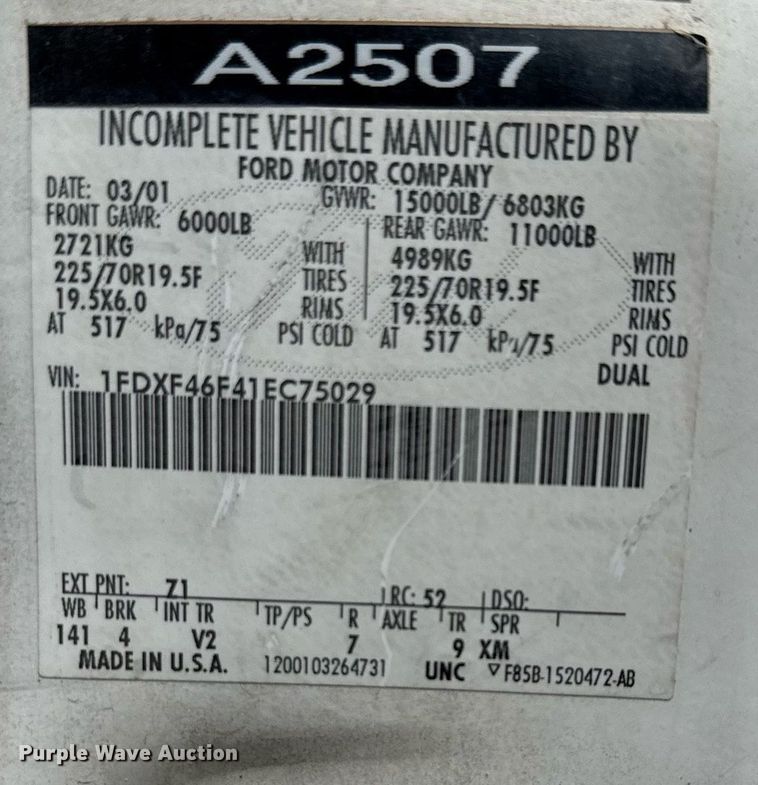 A2507
INCOMPLETE VEHICLE MANUFACTURED BY
FORD MOTOR COMPANY
DATE: 03/01 GVWR: 15000LB/ 6803KG
FRONT GAWR: 6000LB REAR GAWR: 11000LB
2721KG WITH 4989KG WITH
225/70R19.5F TIRES 225/70R19.5F TIRES
19.5X6.0 RIMS 19.5X6.0 RIMS
AT 517 kPa/75 PSI COLD AT 517 kPa/75 PSI COLD
DUAL
VIN: 1FDXF46F41EC75029
EXT PNT: Z1 RC: 52 DSO:
WB BRK INT TR TP/PS R AXLE TR SPR
141 4 V2 7 9 XM
MADE IN U.S.A. 1200103264731 UNC ▽ F85B-1520472-AB
Purple Wave Auction